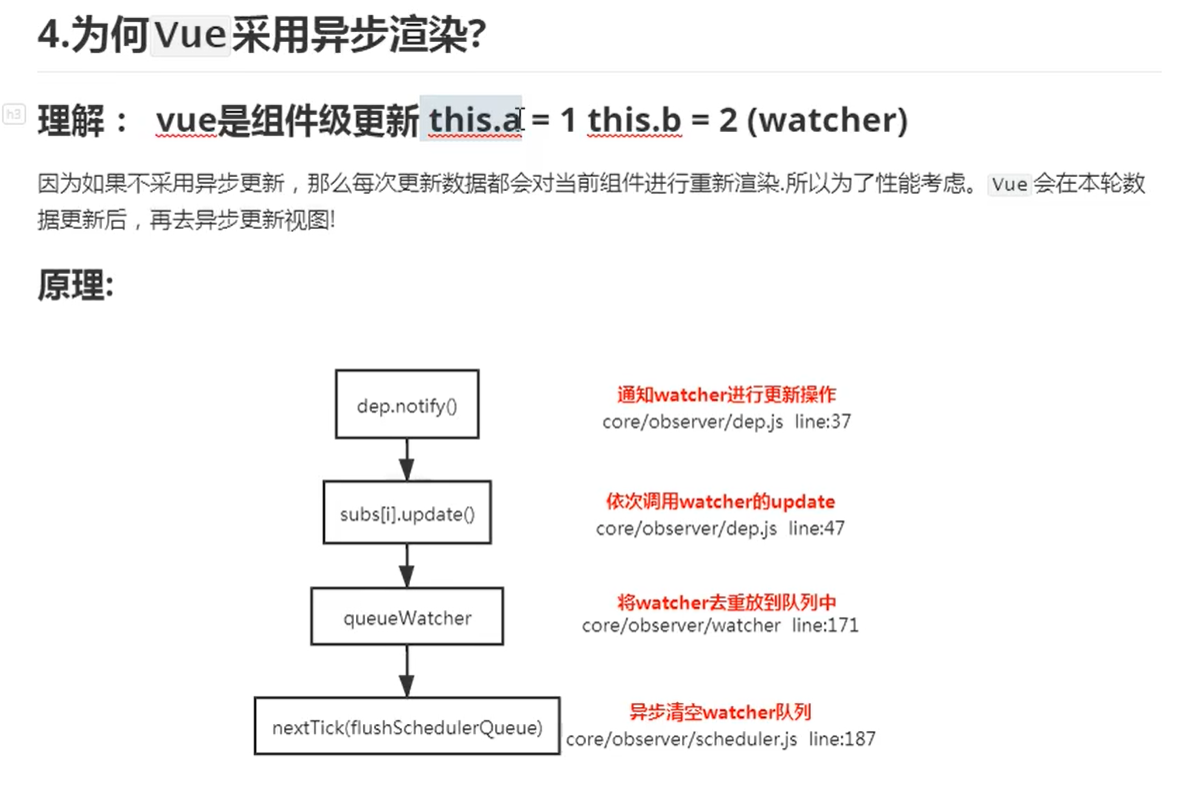 4.为何Vue采用异步渲染?
h3
理解： vue是组件级更新 this.a = 1 this.b = 2 (watcher)
因为如果不采用异步更新，那么每次更新数据都会对当前组件进行重新渲染.所以为了性能考虑。 Vue 会在本轮数
据更新后，再去异步更新视图!
原理:
dep.notify()
通知watcher进行更新操作
core/observer/dep.js line:37
subs[i].update()
依次调用watcher的update
core/observer/dep.js line:47
queueWatcher
将watcher去重放到队列中
core/observer/watcher line:171
nextTick(flushSchedulerQueue)
异步清空watcher队列
core/observer/scheduler.js line:187